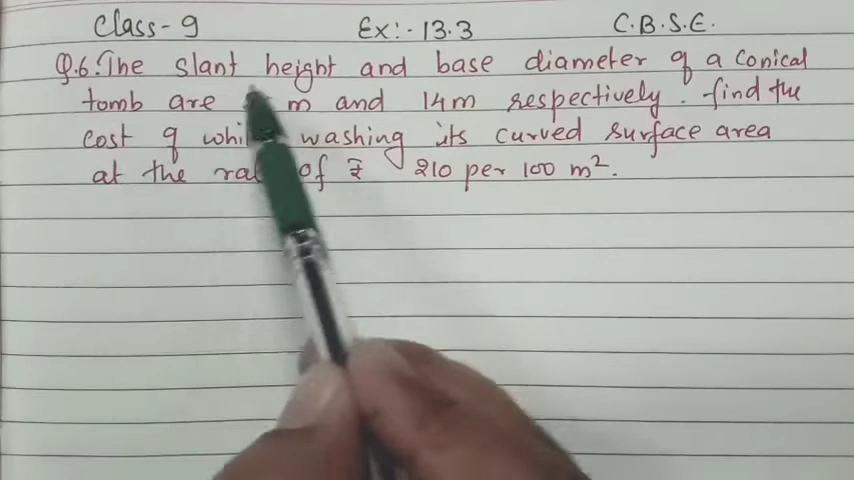 Class - 9 Ex:- 13.3 C.B.S.E.
Q.6. The slant height and base diameter of a conical
tomb are m and 14m respectively. find the
cost of washing its curved surface area
at the of ₹ 210 per 100 m².